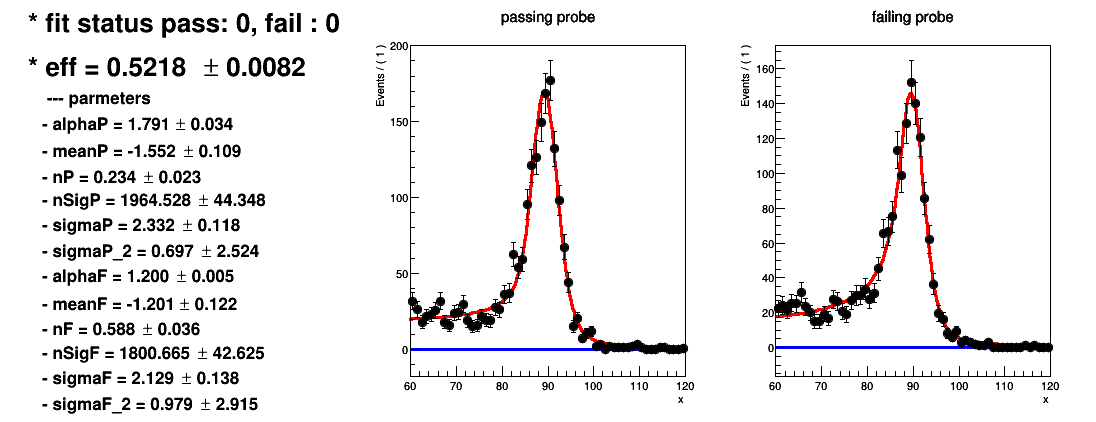 * fit status pass: 0, fail : 0
* eff = 0.5218 ± 0.0082
--- parmeters
- alphaP = 1.791 ± 0.034
- meanP = -1.552 ± 0.109
- nP = 0.234 ± 0.023
- nSigP = 1964.528 ± 44.348
- sigmaP = 2.332 ± 0.118
- sigmaP_2 = 0.697 ± 2.524
- alphaF = 1.200 ± 0.005
- meanF = -1.201 ± 0.122
- nF = 0.588 ± 0.036
- nSigF = 1800.665 ± 42.625
- sigmaF = 2.129 ± 0.138
- sigmaF_2 = 0.979 ± 2.915
passing probe
Events / ( 1 )
200
150
100
50
0
60 70 80 90 100 110 120
x
failing probe
Events / ( 1 )
160
140
120
100
80
60
40
20
0
60 70 80 90 100 110 120
x